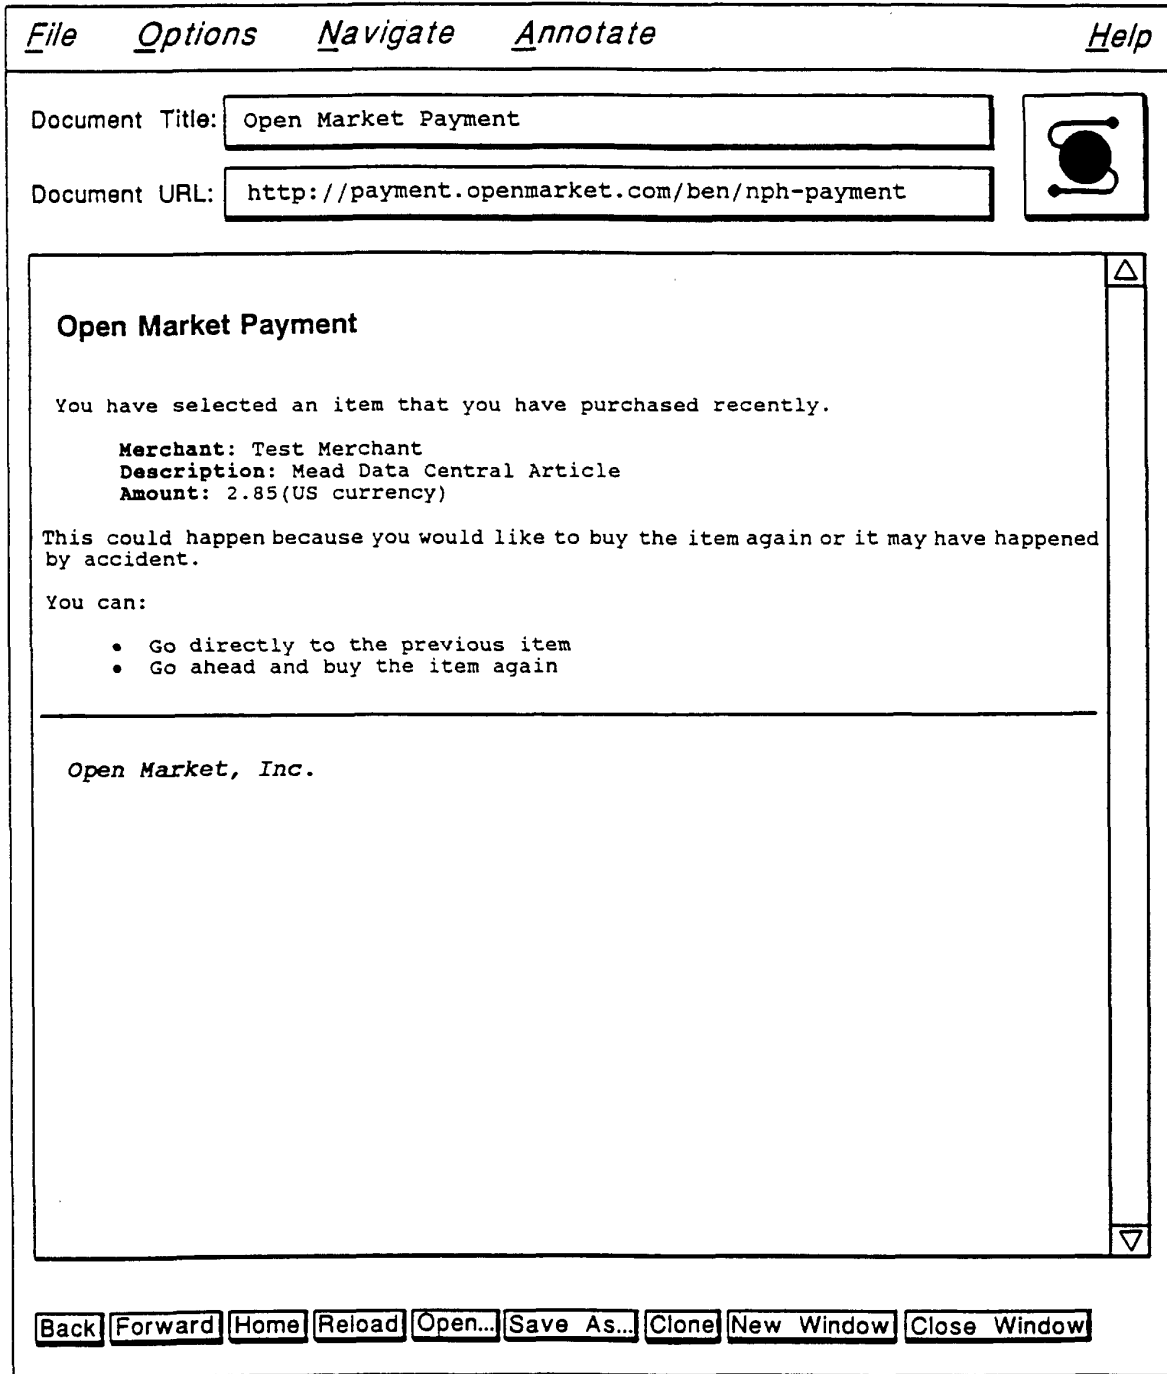 File Options Navigate Annotate Help
Document Title: Open Market Payment
Document URL: http://payment.openmarket.com/ben/nph-payment
Open Market Payment
You have selected an item that you have purchased recently.
Merchant: Test Merchant
Description: Mead Data Central Article
Amount: 2.85(US currency)
This could happen because you would like to buy the item again or it may have happened
by accident.
You can:
• Go directly to the previous item
• Go ahead and buy the item again
Open Market, Inc.
Back Forward Home Reload Open... Save As... Clone New Window Close Window